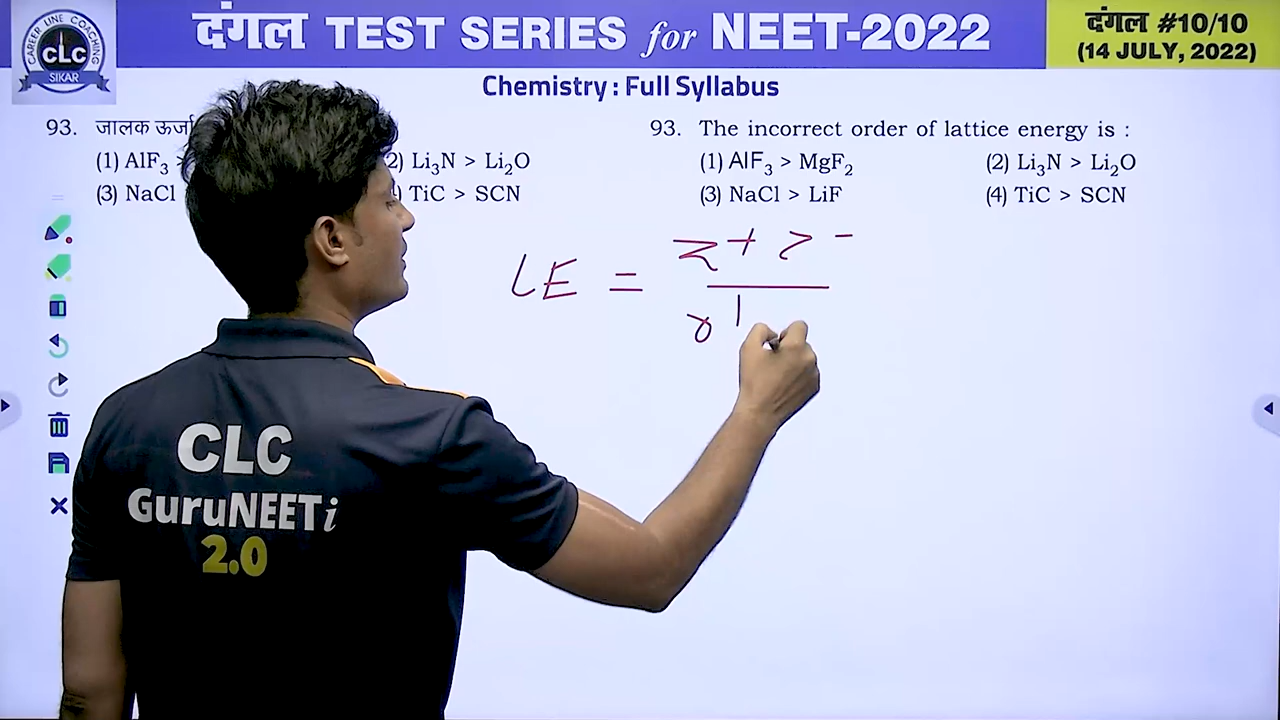 CAREER LINE COACHING
CLC
SIKAR
दंगल TEST SERIES for NEET-2022
दंगल #10/10
(14 JULY, 2022)
Chemistry : Full Syllabus
93. जालक ऊर्जा
(1) AlF₃ > 2) Li₃N > Li₂O
(3) NaCl ) TiC > SCN
93. The incorrect order of lattice energy is :
(1) AlF₃ > MgF₂ (2) Li₃N > Li₂O
(3) NaCl > LiF (4) TiC > SCN
LE = z+ z-
r
CLC
GuruNEETi
2.0